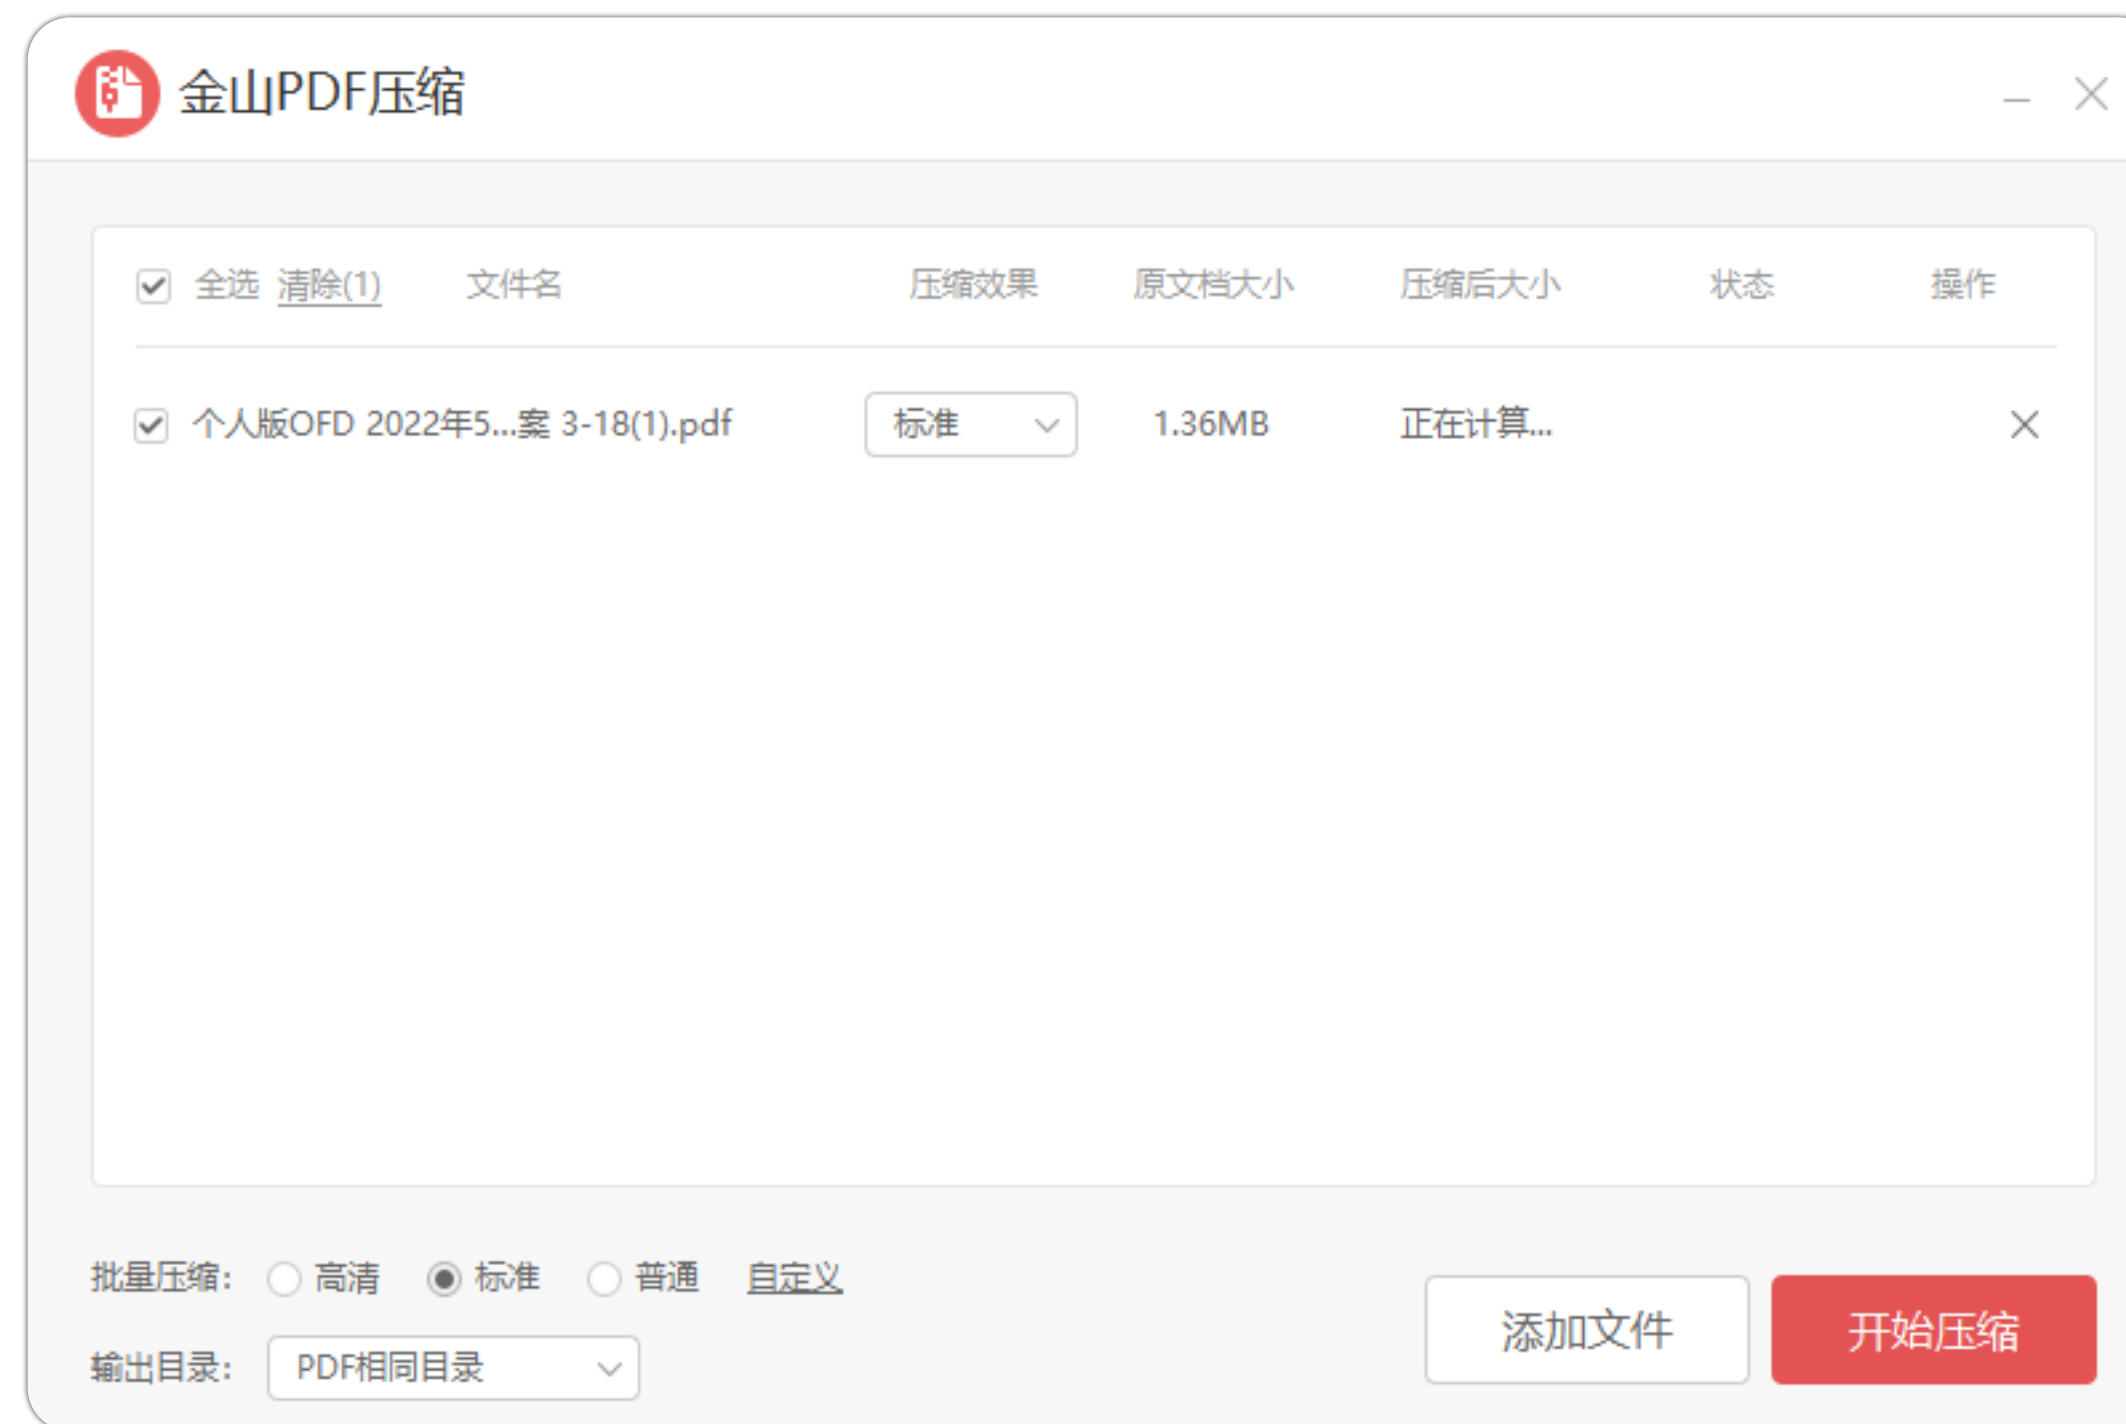 金山PDF压缩
全选 清除(1) 文件名 压缩效果 原文档大小 压缩后大小 状态 操作
个人版OFD 2022年5...案 3-18(1).pdf 标准 1.36MB 正在计算...
批量压缩: 高清 标准 普通 自定义
输出目录: PDF相同目录
添加文件 开始压缩